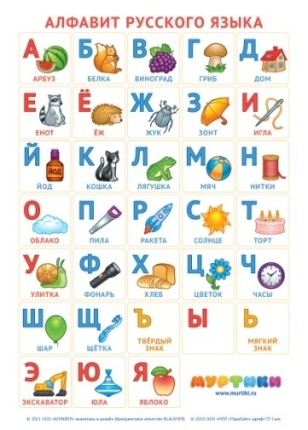 АЛФАВИТ РУССКОГО ЯЗЫКА
А Б В Г Д
АРБУЗ БЕЛКА ВИНОГРАД ГРИБ ДОМ
Е Ё Ж З И
ЕНОТ ЁЖ ЖУК ЗОНТ ИГЛА
Й К Л М Н
ЙОД КОШКА ЛЯГУШКА МЯЧ НИТКИ
О П Р С Т
ОБЛАКО ПИЛА РАКЕТА СОЛНЦЕ ТОРТ
У Ф Х Ц Ч
УЛИТКА ФОНАРЬ ХЛЕБ ЦВЕТОК ЧАСЫ
Ш Щ Ъ Ы Ь
ШАР ЩЁТКА ТВЁРДЫЙ ЗНАК МЯГКИЙ ЗНАК
Э Ю Я МУРТИКИ
ЭКСКАВАТОР ЮЛА ЯБЛОКО www.murtiki.ru